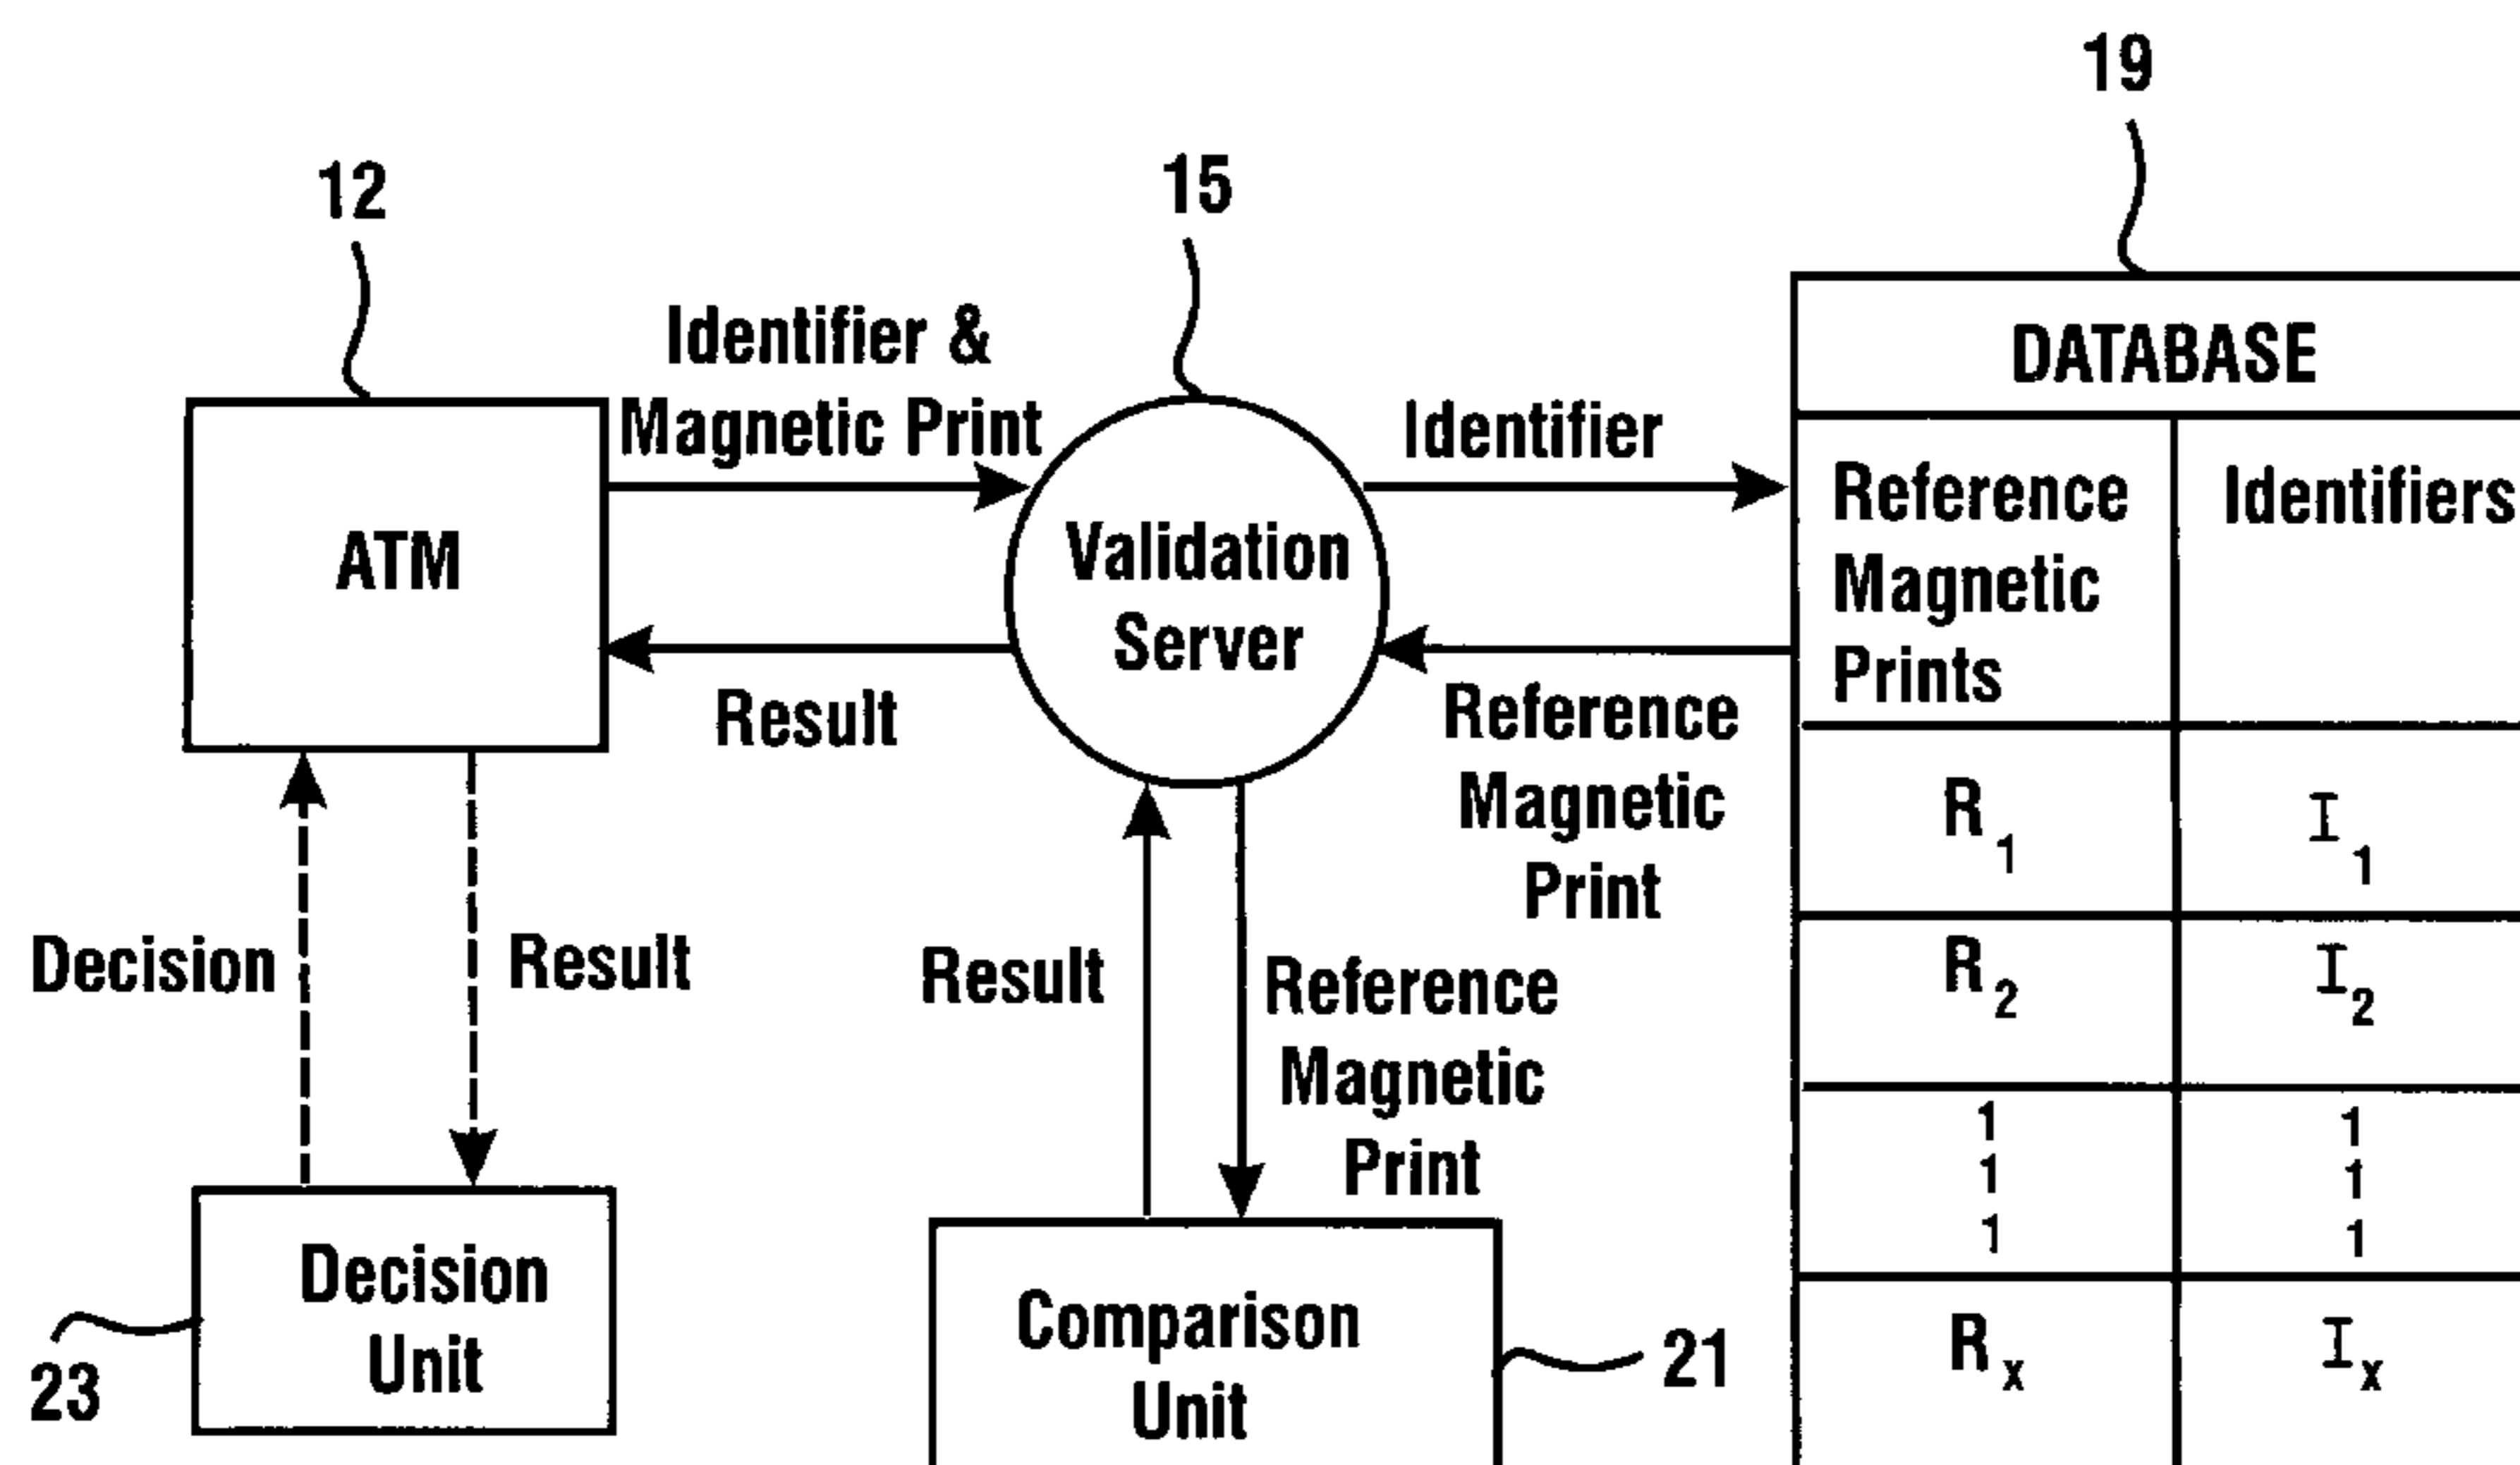 19
12
15
Identifier &
Magnetic Print
DATABASE
Identifier
Reference
Magnetic
Prints
Identifiers
ATM
Validation
Server
Result
Reference
Magnetic
Print
R1
I1
Decision
Result
Result
Reference
Magnetic
Print
R2
I2
1
1
1
1
1
1
Decision
Unit
23
Comparison
Unit
21
Rx
Ix